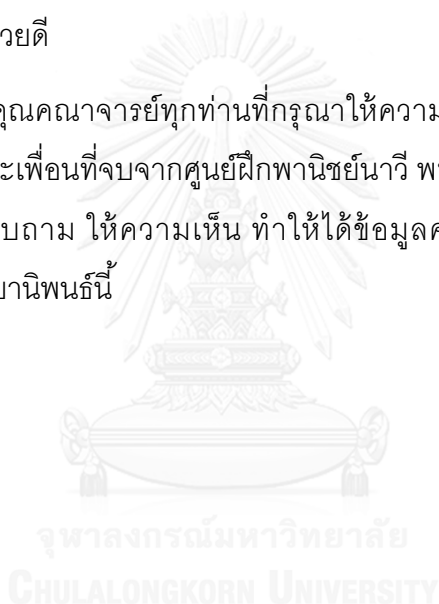 วยดี
คุณคณาจารย์ทุกท่านที่กรุณาให้ความ
ะเพื่อนที่จบจากศูนย์ฝึกพานิชย์นาวี พ
บถาม ให้ความเห็น ทำให้ได้ข้อมูลค
ยานิพนธ์นี้
จุฬาลงกรณ์มหาวิทยาลัย
CHULALONGKORN UNIVERSITY